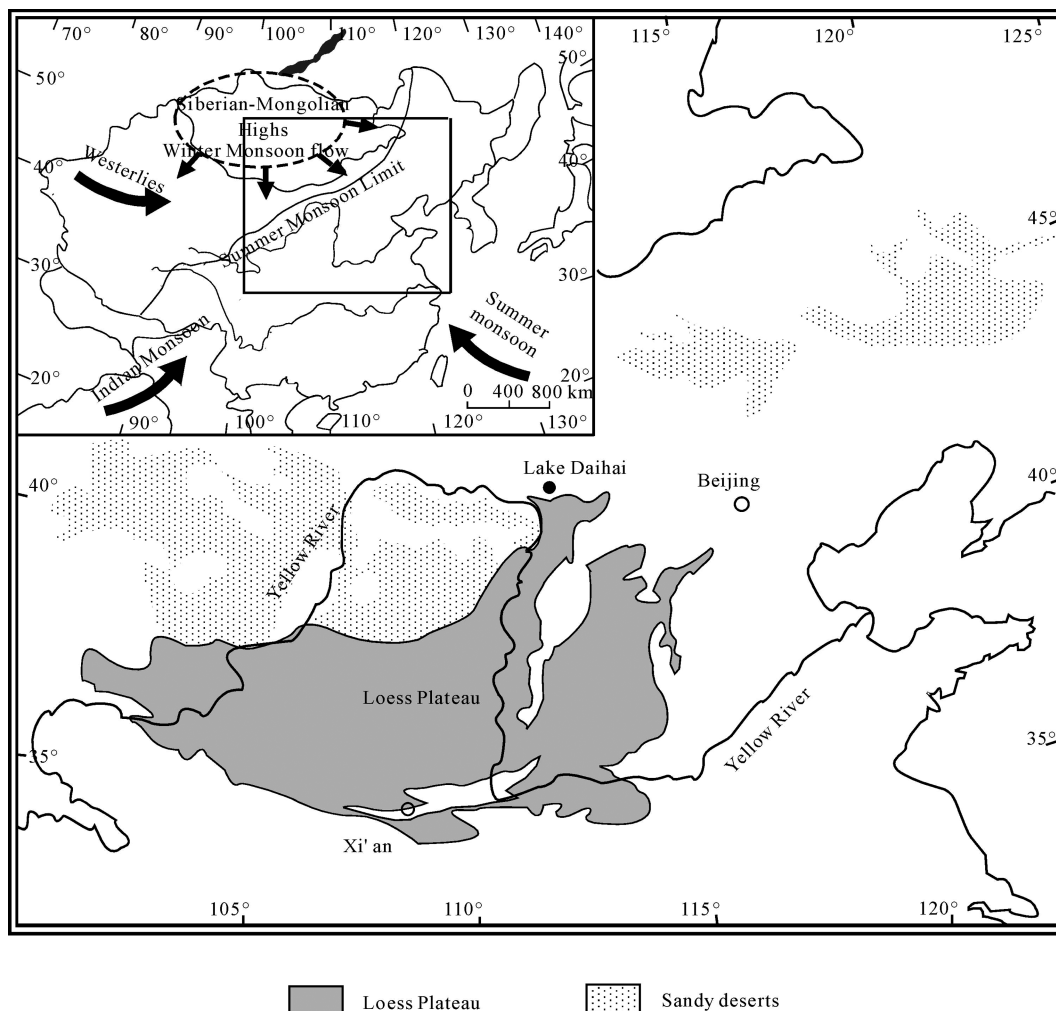 70° 80° 90° 100° 110° 120° 130° 140°
115° 120° 125°
50° 50°
Siberian-Mongolian
Highs
Winter Monsoon flow
Westerlies
40° 40°
Summer Monsoon Limit
45°
30° 30°
Summer
monsoon
Indian Monsoon
20° 20°
0 400 800 km
90° 100° 110° 120° 130°
Lake Daihai
Beijing
40° 40°
Yellow River
Loess Plateau
Yellow River
35° 35°
Xi' an
105° 110° 115° 120°
Loess Plateau
Sandy deserts